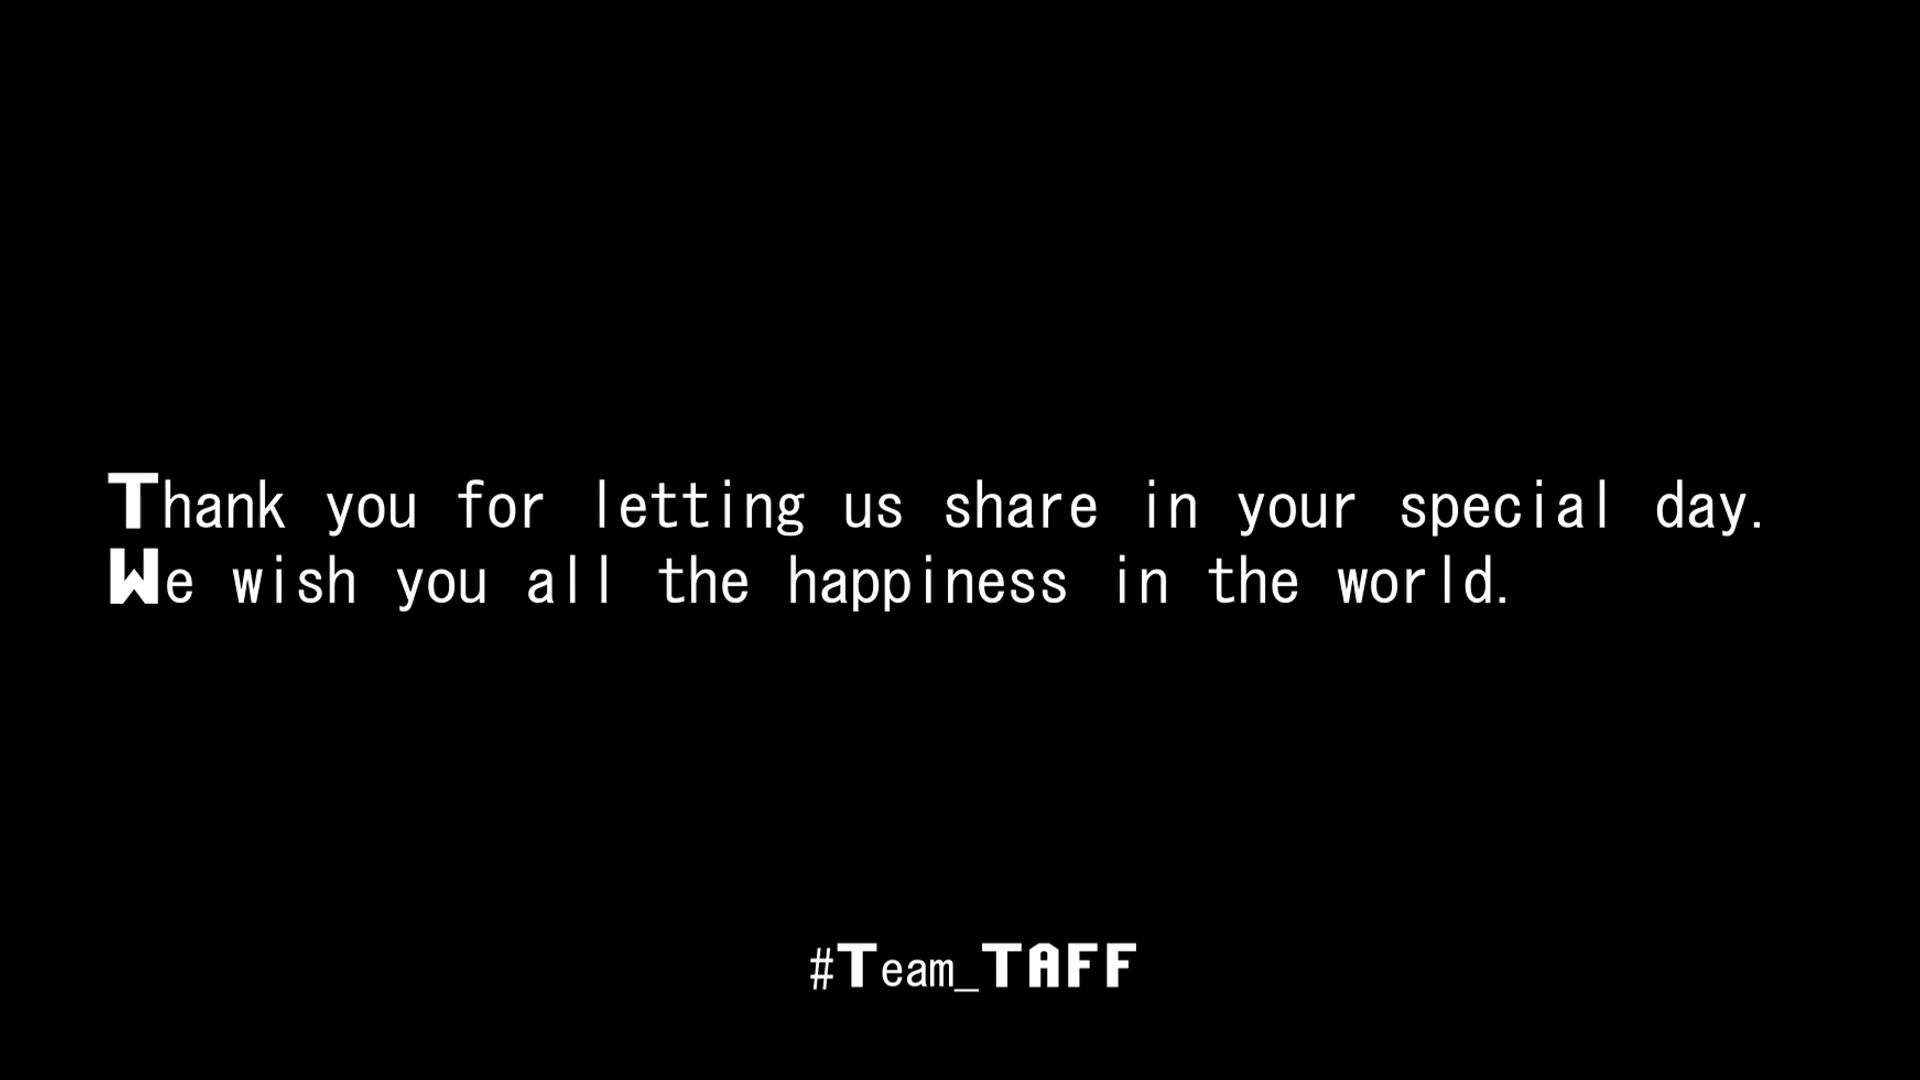 Thank you for letting us share in your special day.
We wish you all the happiness in the world.
#Team_TAFF